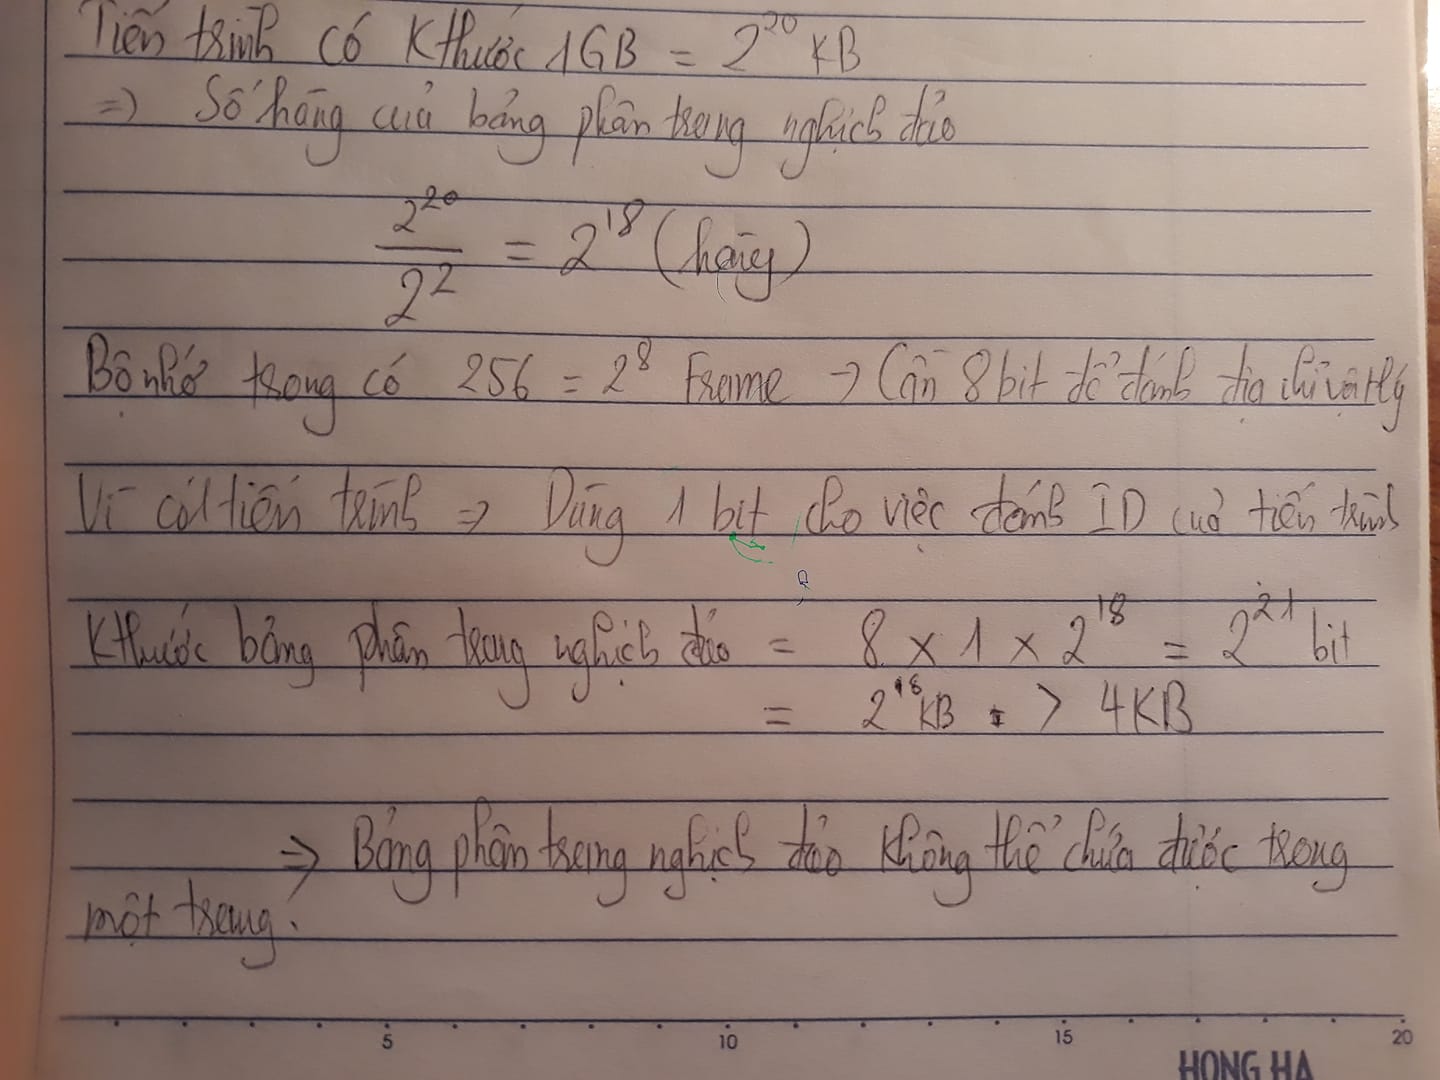 Tiến trình có Kthước 1GB = 2^20 KB
=> Số hàng của bảng phân trang nghịch đảo
2^20 / 2^2 = 2^18 (hàng)
Bộ nhớ trong có 256 = 2^8 Frame -> Cần 8 bit để đánh địa chỉ vật lý
Vì có 1 tiến trình => Dùng 1 bit cho việc đánh ID cuả tiến trình
Kthước bảng phân trang nghịch đảo = 8 × 1 × 2^18 = 2^21 bit
= 2^18 KB > 4KB
=> Bảng phân trang nghịch đảo không thể chứa được trong
một trang.
5 10 15 20
HONG HA